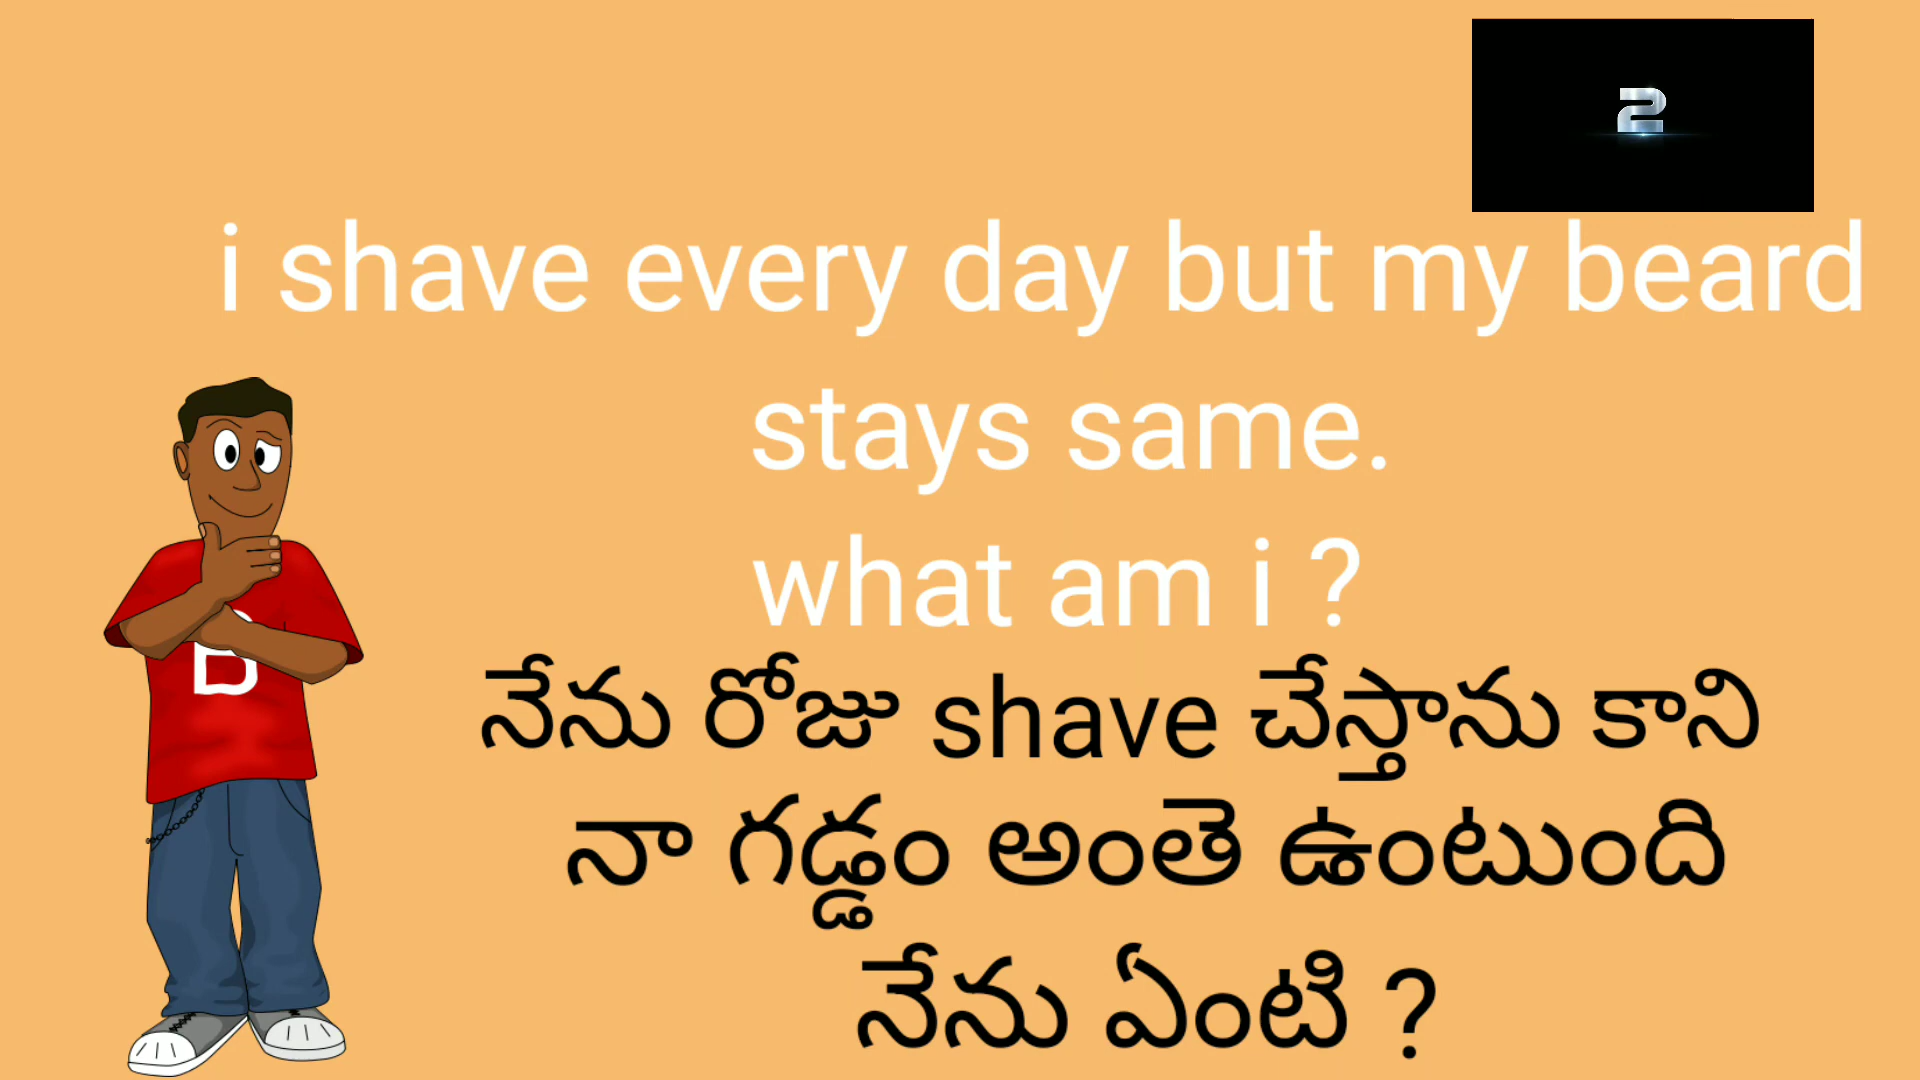 2
i shave every day but my beard
stays same.
what am i ?
B
నేను రోజు shave చేస్తాను కాని
నా గడ్డం అంతె ఉంటుంది
నేను ఏంటి ?